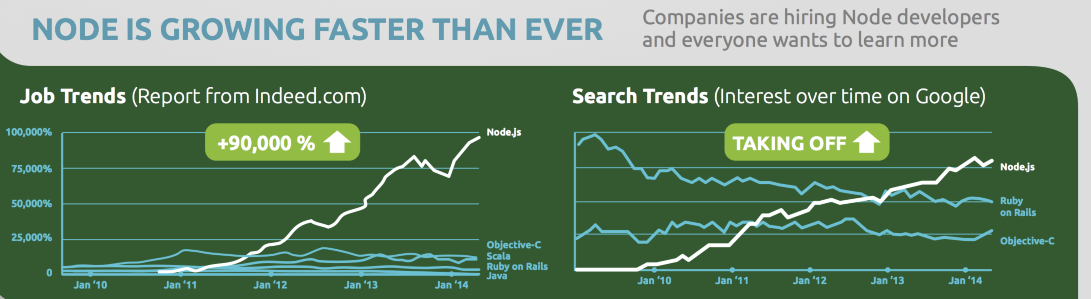 NODE IS GROWING FASTER THAN EVER
Companies are hiring Node developers
and everyone wants to learn more
Job Trends (Report from Indeed.com)
100,000%
75,000%
50,000%
25,000%
0
+90,000 %
Node.js
Objective-C
Scala
Ruby on Rails
Java
Jan '10
Jan '11
Jan '12
Jan '13
Jan '14
Search Trends (Interest over time on Google)
TAKING OFF
Node.js
Ruby
on Rails
Objective-C
Jan '10
Jan '11
Jan '12
Jan '13
Jan '14